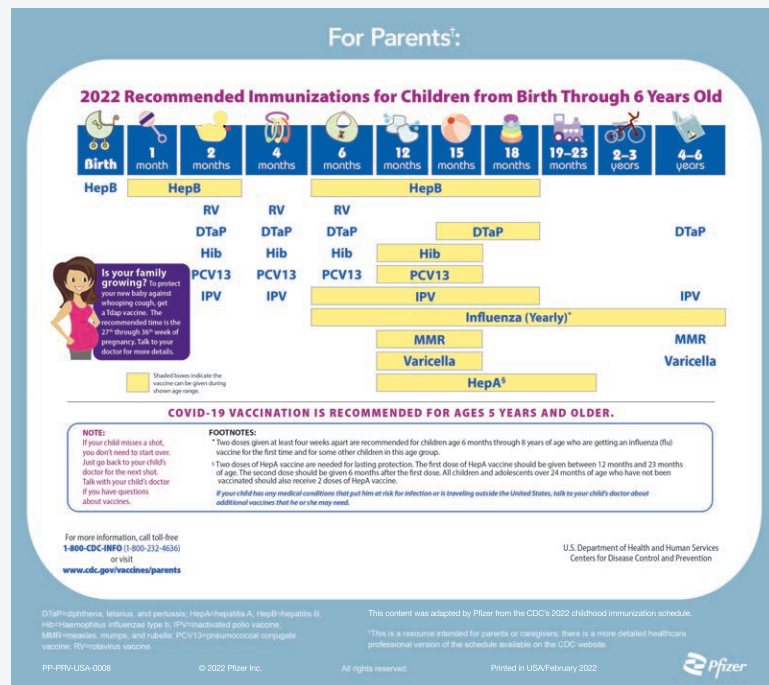 For Parents†:
2022 Recommended Immunizations for Children from Birth Through 6 Years Old
Birth
1 month
2 months
4 months
6 months
12 months
15 months
18 months
19–23 months
2–3 years
4–6 years
HepB HepB HepB
RV RV RV
DTaP DTaP DTaP DTaP DTaP
Hib Hib Hib Hib
PCV13 PCV13 PCV13 PCV13
IPV IPV IPV IPV
Influenza (Yearly)*
MMR MMR
Varicella Varicella
HepA§
Is your family
growing? To protect
your new baby against
whooping cough, get
a Tdap vaccine. The
recommended time is the
27th through 36th week of
pregnancy. Talk to your
doctor for more details.
Shaded boxes indicate the
vaccine can be given during
shown age range.
COVID-19 VACCINATION IS RECOMMENDED FOR AGES 5 YEARS AND OLDER.
NOTE:
If your child misses a shot,
you don't need to start over.
Just go back to your child's
doctor for the next shot.
Talk with your child's doctor
if you have questions
about vaccines.
FOOTNOTES:
* Two doses given at least four weeks apart are recommended for children age 6 months through 8 years of age who are getting an influenza (flu)
vaccine for the first time and for some other children in this age group.
§ Two doses of HepA vaccine are needed for lasting protection. The first dose of HepA vaccine should be given between 12 months and 23 months
of age. The second dose should be given 6 months after the first dose. All children and adolescents over 24 months of age who have not been
vaccinated should also receive 2 doses of HepA vaccine.
If your child has any medical conditions that put him at risk for infection or is traveling outside the United States, talk to your child's doctor about
additional vaccines that he or she may need.
For more information, call toll-free
1-800-CDC-INFO (1-800-232-4636)
or visit
www.cdc.gov/vaccines/parents
U.S. Department of Health and Human Services
Centers for Disease Control and Prevention
DTaP=diphtheria, tetanus, and pertussis; HepA=hepatitis A; HepB=hepatitis B;
Hib=Haemophilus influenzae type b; IPV=inactivated polio vaccine;
MMR=measles, mumps, and rubella; PCV13=pneumococcal conjugate
vaccine; RV=rotavirus vaccine.
This content was adapted by Pfizer from the CDC's 2022 childhood immunization schedule.
†This is a resource intended for parents or caregivers; there is a more detailed healthcare
professional version of the schedule available on the CDC website.
PP-PRV-USA-0008 © 2022 Pfizer Inc. All rights reserved. Printed in USA/February 2022
Pfizer